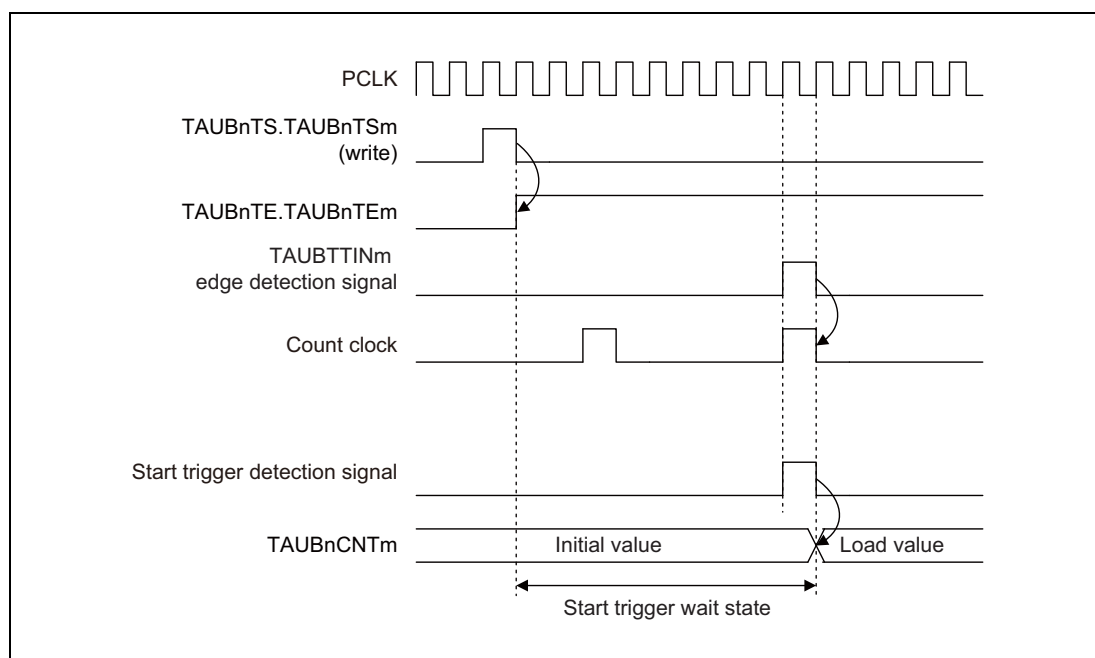 PCLK
TAUBnTS.TAUBnTSm
(write)
TAUBnTE.TAUBnTEm
TAUBTTINm
edge detection signal
Count clock
Start trigger detection signal
TAUBnCNTm
Initial value
Load value
Start trigger wait state